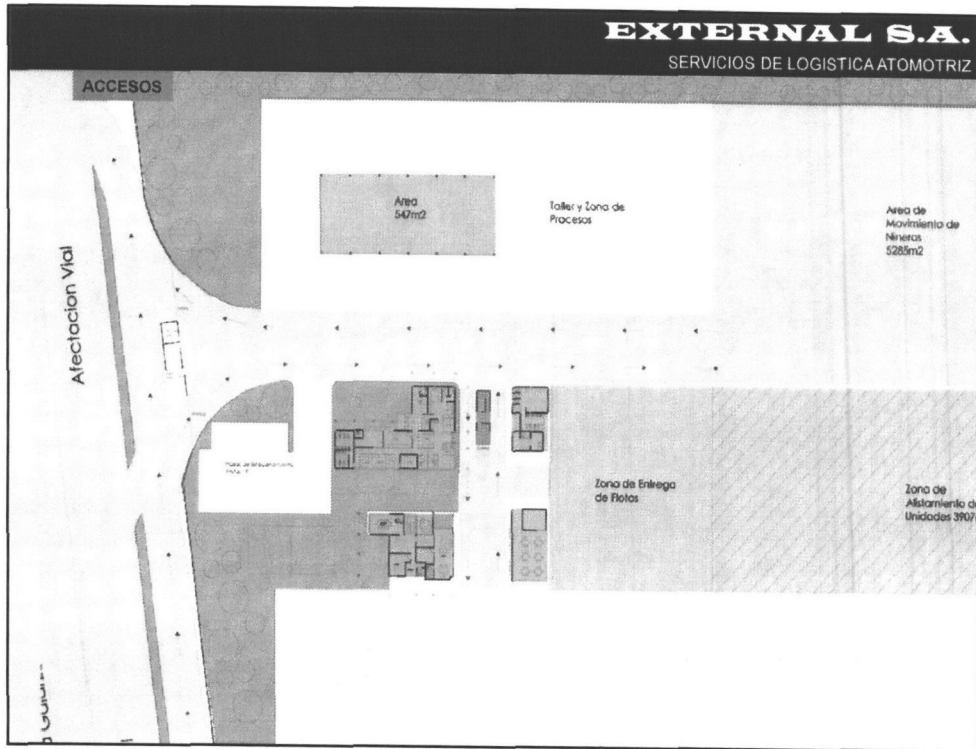 EXTERNAL S.A.
SERVICIOS DE LOGISTICA ATOMOTRIZ
ACCESOS
Area
547m2
Taller y Zona de
Procesos
Area de
Movimiento de
Nineras
5285m2
Afectacion Vial
Zona de Entrega
de Flotas
Zona de
Alistamiento de
Unidades 3907